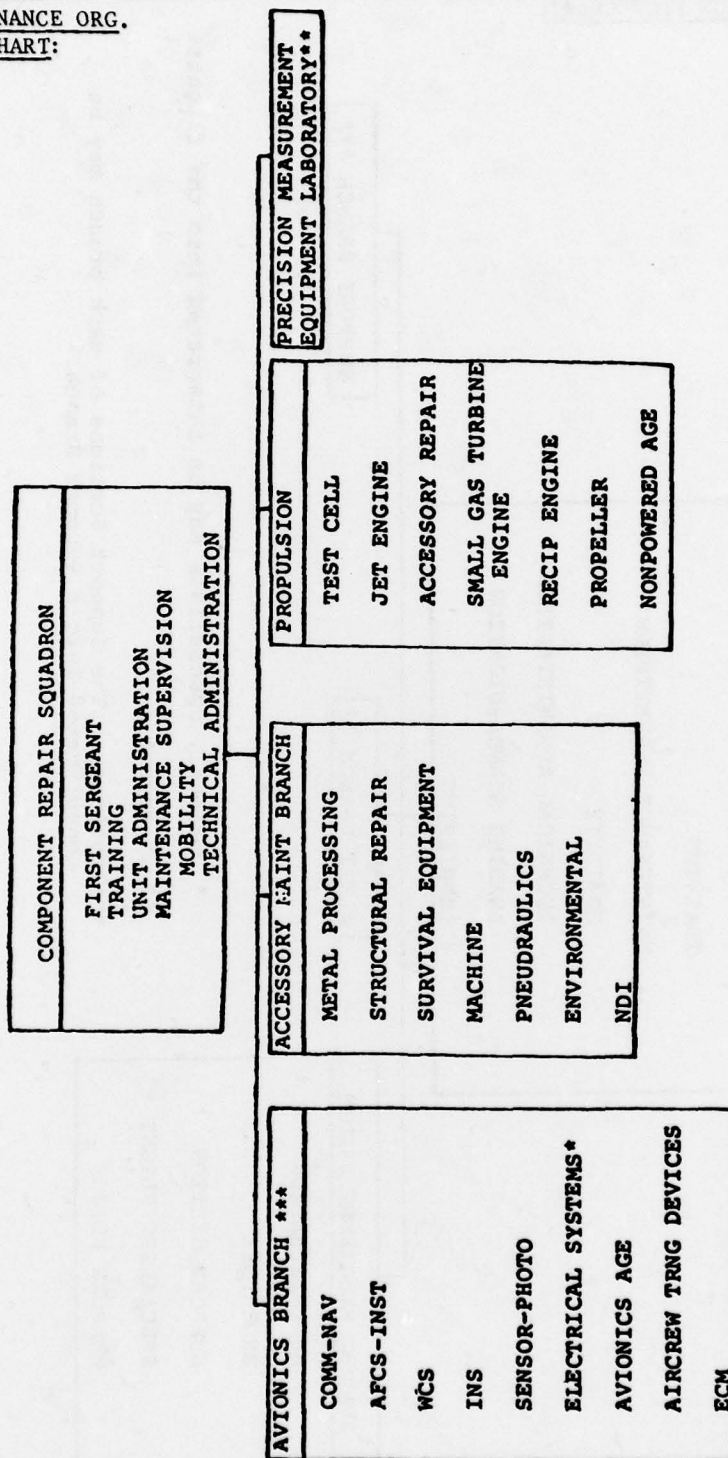 NANCE ORG.
HART:
COMPONENT REPAIR SQUADRON
FIRST SERGEANT
TRAINING
UNIT ADMINISTRATION
MAINTENANCE SUPERVISION
MOBILITY
TECHNICAL ADMINISTRATION
AVIONICS BRANCH ***
COMM-NAV
AFCS-INST
WCS
INS
SENSOR-PHOTO
ELECTRICAL SYSTEMS*
AVIONICS AGE
AIRCREW TRNG DEVICES
ECM
ACCESSORY MAINT BRANCH
METAL PROCESSING
STRUCTURAL REPAIR
SURVIVAL EQUIPMENT
MACHINE
PNEUDRAULICS
ENVIRONMENTAL
NDI
PROPULSION
TEST CELL
JET ENGINE
ACCESSORY REPAIR
SMALL GAS TURBINE
ENGINE
RECIP ENGINE
PROPELLER
NONPOWERED AGE
PRECISION MEASUREMENT
EQUIPMENT LABORATORY**